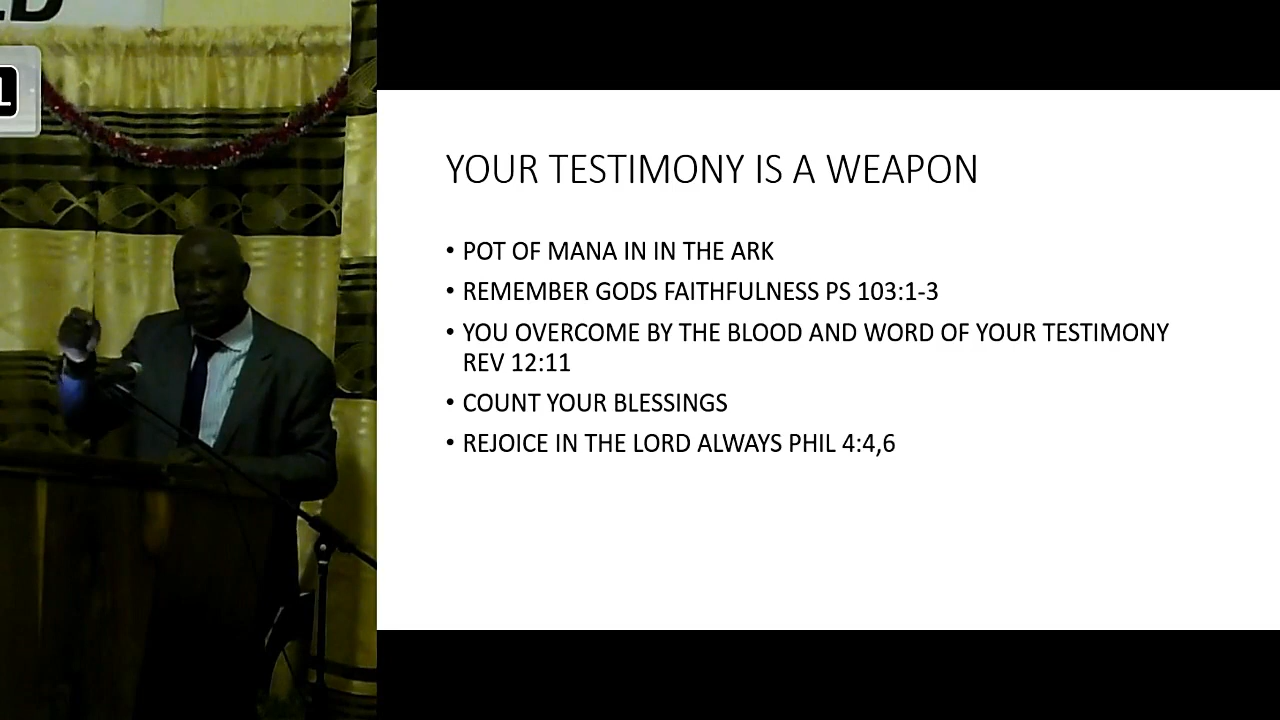 YOUR TESTIMONY IS A WEAPON
• POT OF MANA IN IN THE ARK
• REMEMBER GODS FAITHFULNESS PS 103:1-3
• YOU OVERCOME BY THE BLOOD AND WORD OF YOUR TESTIMONY
REV 12:11
• COUNT YOUR BLESSINGS
• REJOICE IN THE LORD ALWAYS PHIL 4:4,6